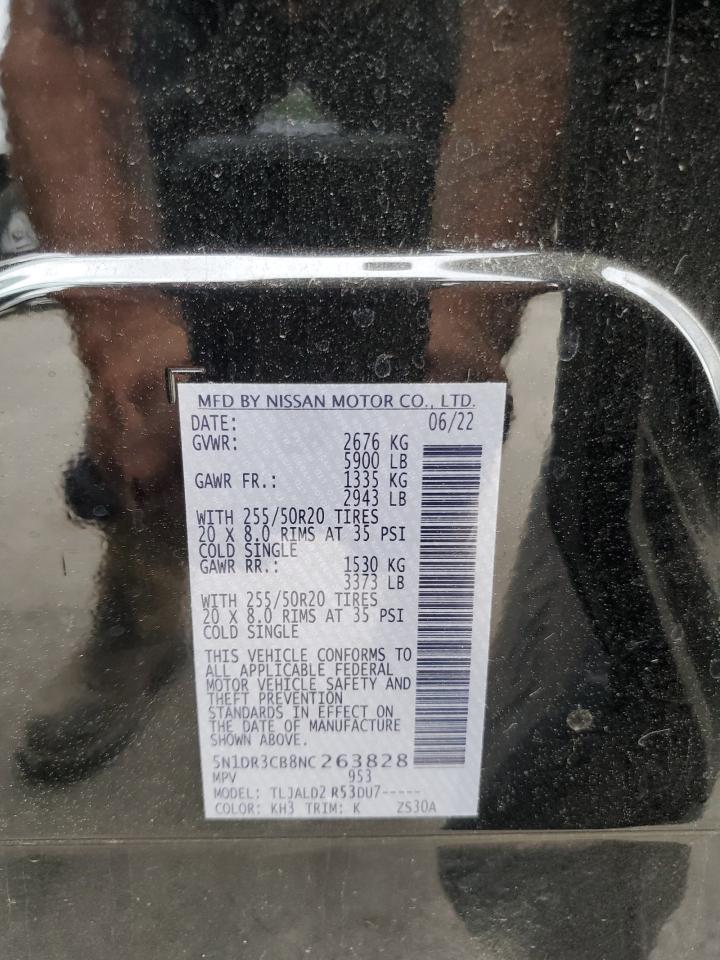 MFD BY NISSAN MOTOR CO., LTD.
DATE: 06/22
GVWR: 2676 KG
5900 LB
GAWR FR.: 1335 KG
2943 LB
WITH 255/50R20 TIRES
20 X 8.0 RIMS AT 35 PSI
COLD SINGLE
GAWR RR.: 1530 KG
3373 LB
WITH 255/50R20 TIRES
20 X 8.0 RIMS AT 35 PSI
COLD SINGLE
THIS VEHICLE CONFORMS TO
ALL APPLICABLE FEDERAL
MOTOR VEHICLE SAFETY AND
THEFT PREVENTION
STANDARDS IN EFFECT ON
THE DATE OF MANUFACTURE
SHOWN ABOVE.
5N1DR3CB8NC263828
MPV 953
MODEL: TLJALD2 R53DU7-----
COLOR: KH3 TRIM: K ZS30A